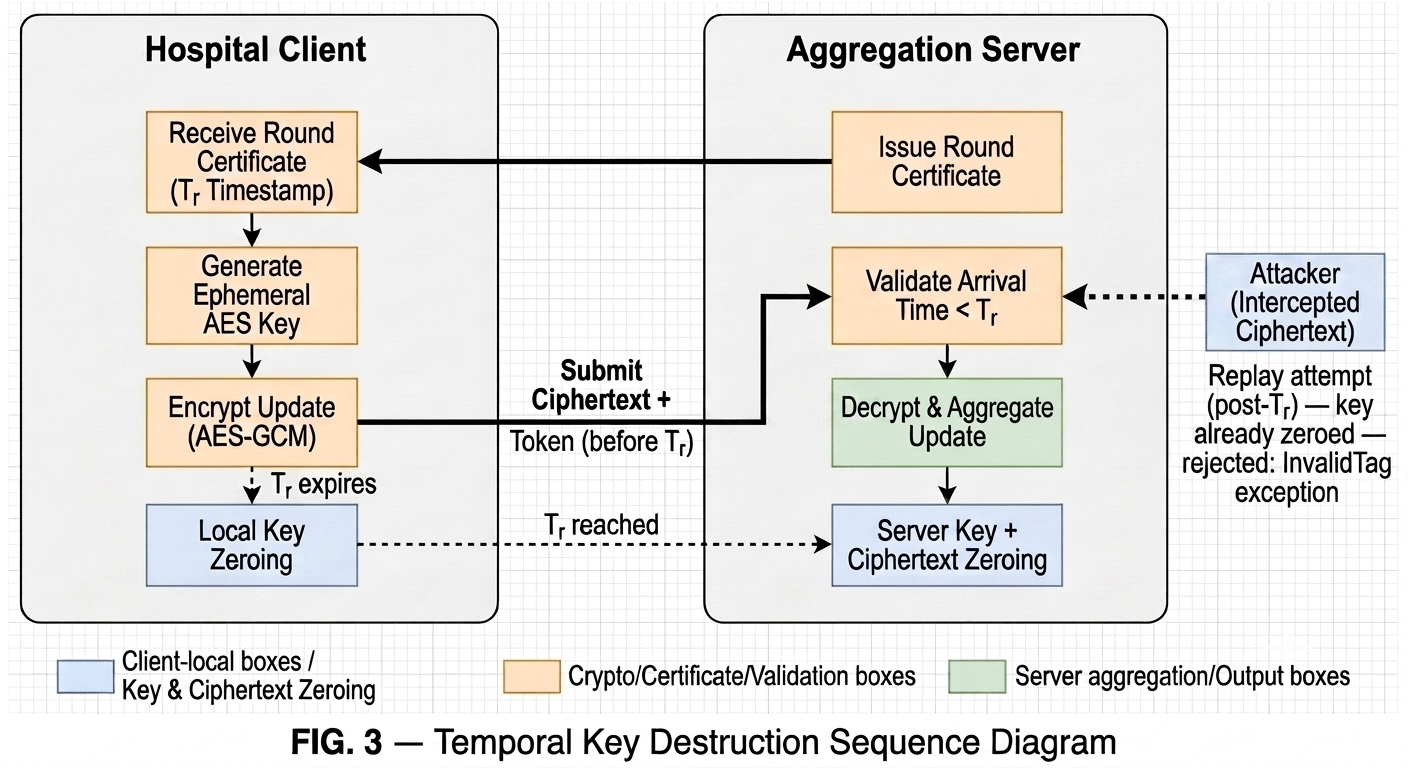 Hospital Client
Receive Round
Certificate
(Tr Timestamp)
Generate
Ephemeral
AES Key
Encrypt Update
(AES-GCM)
Tr expires
Local Key
Zeroing
Submit
Ciphertext +
Token (before Tr)
Tr reached
Aggregation Server
Issue Round
Certificate
Validate Arrival
Time < Tr
Decrypt & Aggregate
Update
Server Key +
Ciphertext Zeroing
Attacker
(Intercepted
Ciphertext)
Replay attempt
(post-Tr) — key
already zeroed —
rejected: InvalidTag
exception
Client-local boxes /
Key & Ciphertext Zeroing
Crypto/Certificate/Validation boxes
Server aggregation/Output boxes
FIG. 3 — Temporal Key Destruction Sequence Diagram